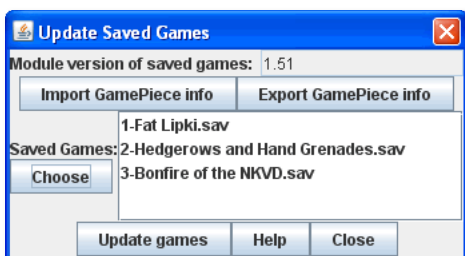 Update Saved Games
Module version of saved games: 1.51
Import GamePiece info Export GamePiece info
Saved Games:
Choose
1-Fat Lipki.sav
2-Hedgerows and Hand Grenades.sav
3-Bonfire of the NKVD.sav
Update games Help Close